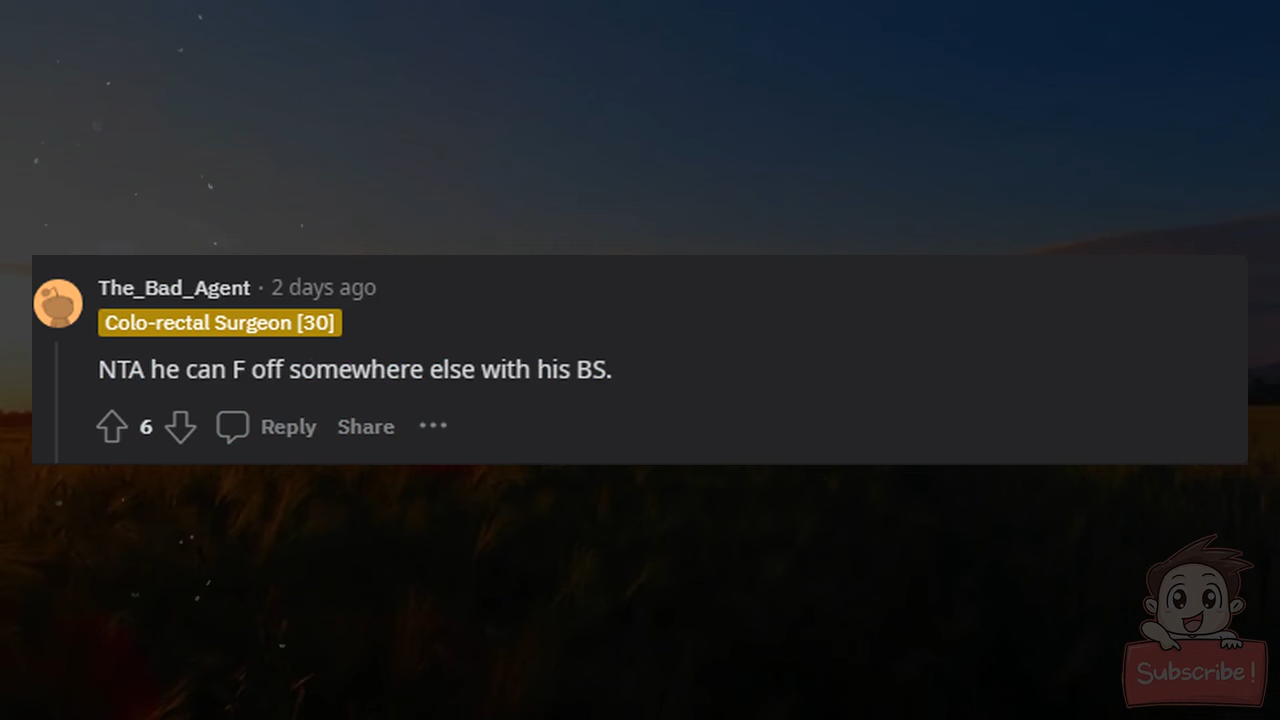 The_Bad_Agent · 2 days ago
Colo-rectal Surgeon [30]
NTA he can F off somewhere else with his BS.
6 Reply Share ···
Subscribe!